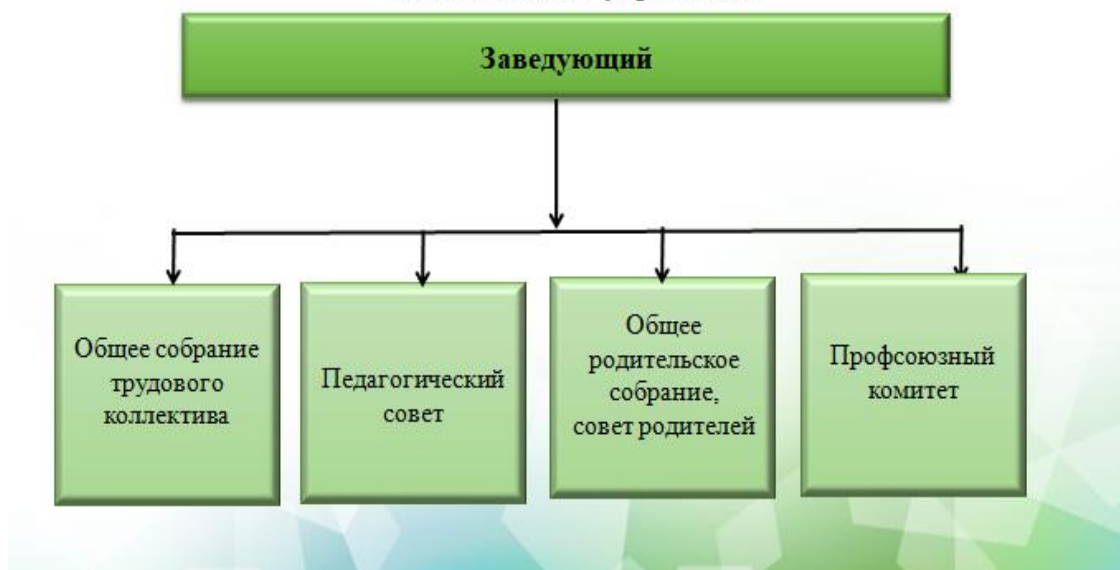 Заведующий
Общее собрание
трудового
коллектива
Педагогический
совет
Общее
родительское
собрание,
совет родителей
Профсоюзный
комитет